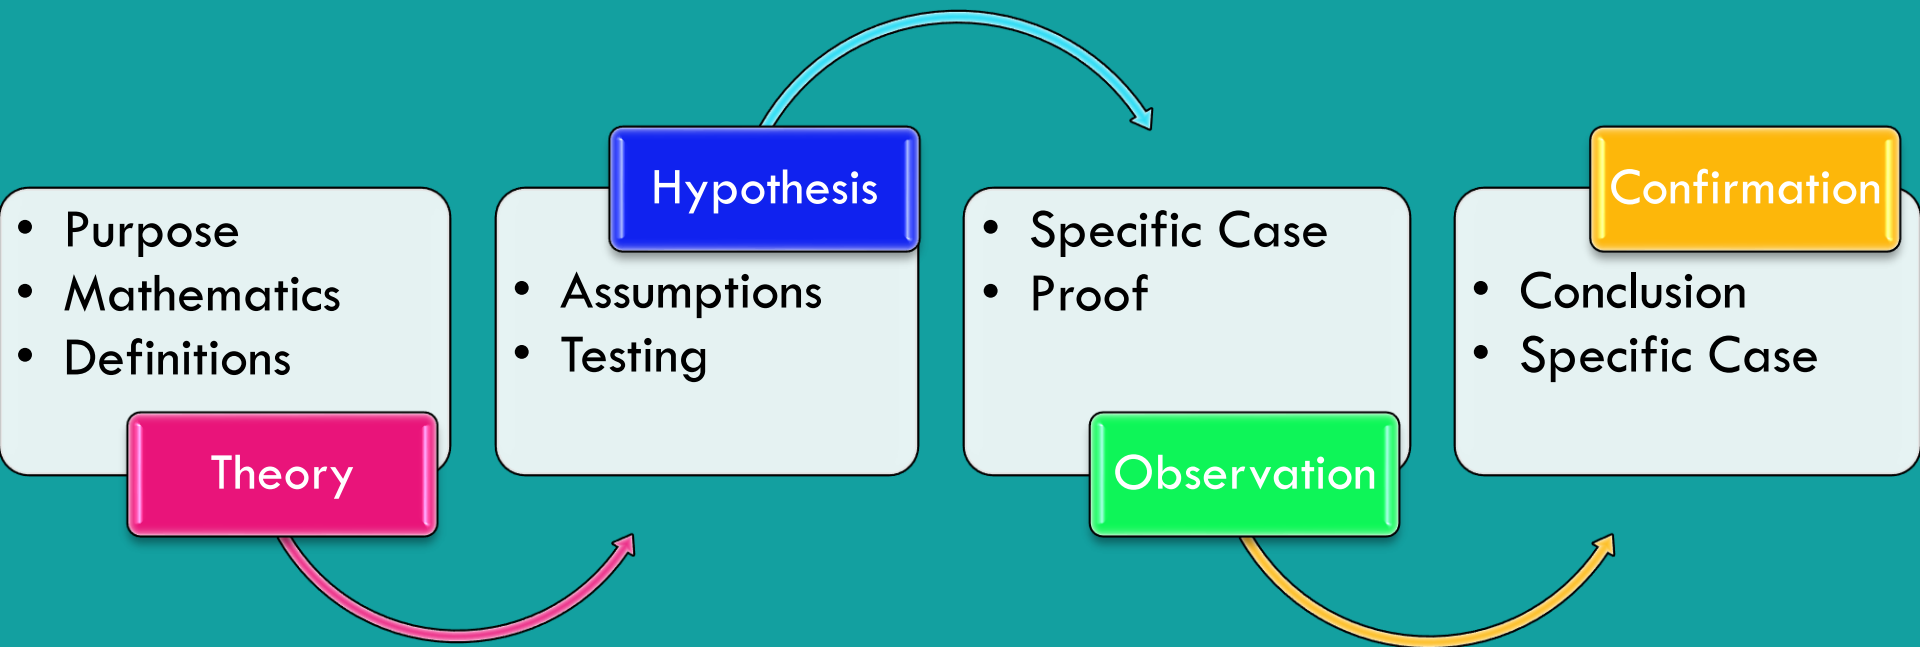 • Purpose
• Mathematics
• Definitions
Theory
Hypothesis
• Assumptions
• Testing
• Specific Case
• Proof
Observation
Confirmation
• Conclusion
• Specific Case